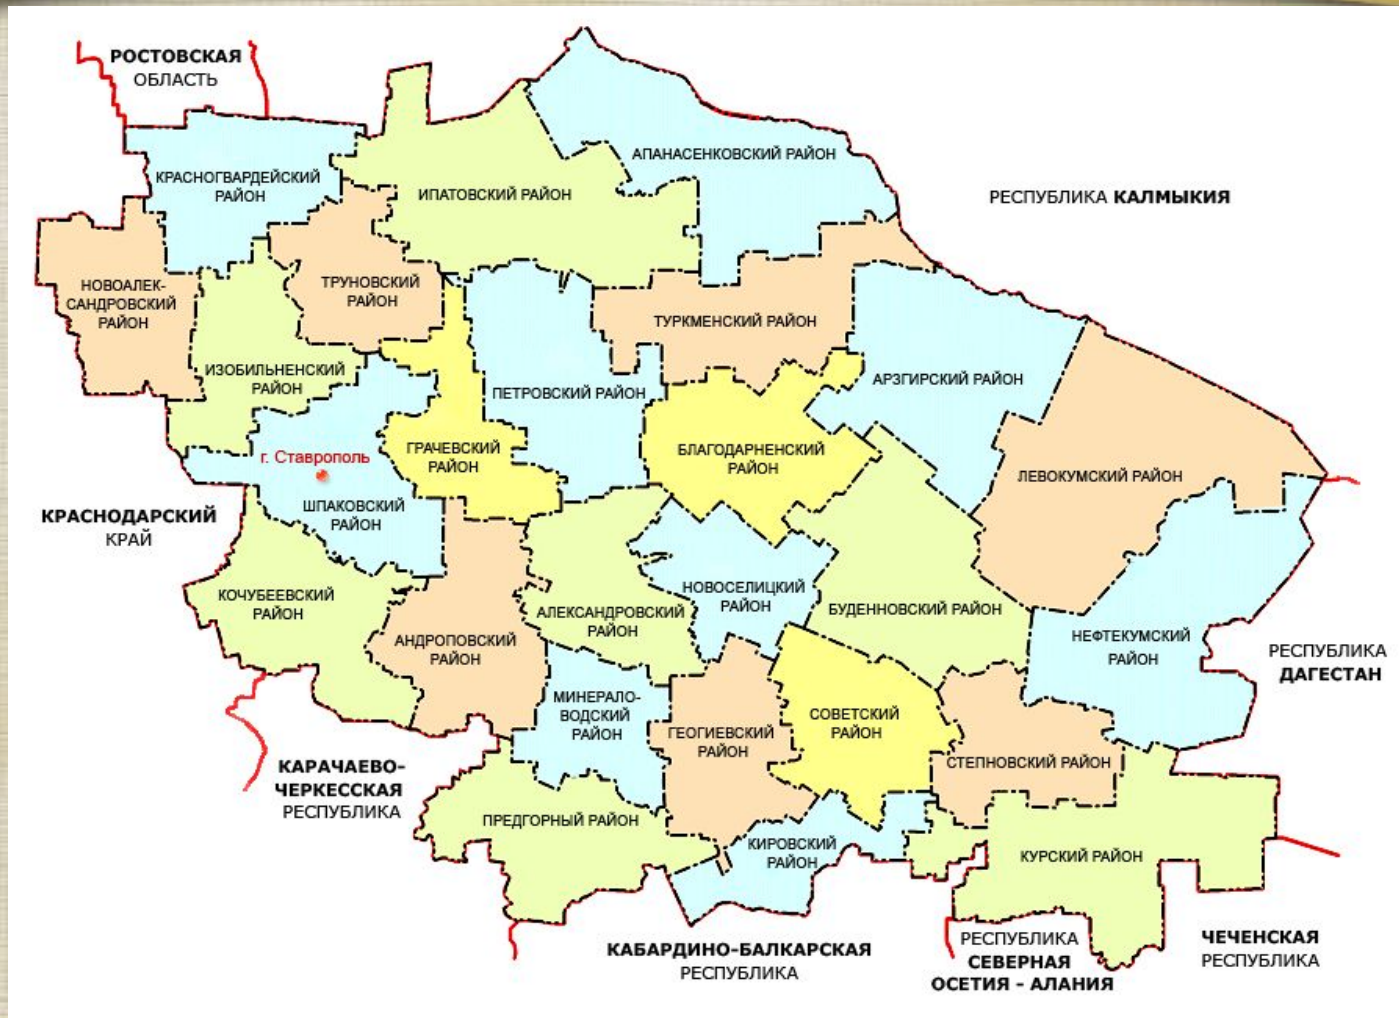 РОСТОВСКАЯ
ОБЛАСТЬ
АПАНАСЕНКОВСКИЙ РАЙОН
КРАСНОГВАРДЕЙСКИЙ
РАЙОН
ИПАТОВСКИЙ РАЙОН
РЕСПУБЛИКА КАЛМЫКИЯ
НОВОАЛЕК-
САНДРОВСКИЙ
РАЙОН
ТРУНОВСКИЙ
РАЙОН
ТУРКМЕНСКИЙ РАЙОН
ИЗОБИЛЬНЕНСКИЙ
РАЙОН
ПЕТРОВСКИЙ РАЙОН
АРЗГИРСКИЙ РАЙОН
ГРАЧЕВСКИЙ
РАЙОН
БЛАГОДАРНЕНСКИЙ
РАЙОН
г. Ставрополь
ЛЕВОКУМСКИЙ РАЙОН
ШПАКОВСКИЙ
РАЙОН
КРАСНОДАРСКИЙ
КРАЙ
КОЧУБЕЕВСКИЙ
РАЙОН
НОВОСЕЛИЦКИЙ
РАЙОН
АЛЕКСАНДРОВСКИЙ
РАЙОН
БУДЕННОВСКИЙ РАЙОН
АНДРОПОВСКИЙ
РАЙОН
НЕФТЕКУМСКИЙ
РАЙОН
РЕСПУБЛИКА
ДАГЕСТАН
МИНЕРАЛО-
ВОДСКИЙ
РАЙОН
ГЕОГИЕВСКИЙ
РАЙОН
СОВЕТСКИЙ
РАЙОН
СТЕПНОВСКИЙ РАЙОН
КАРАЧАЕВО-
ЧЕРКЕССКАЯ
РЕСПУБЛИКА
ПРЕДГОРНЫЙ РАЙОН
КИРОВСКИЙ
РАЙОН
КУРСКИЙ РАЙОН
КАБАРДИНО-БАЛКАРСКАЯ
РЕСПУБЛИКА
РЕСПУБЛИКА
СЕВЕРНАЯ
ОСЕТИЯ - АЛАНИЯ
ЧЕЧЕНСКАЯ
РЕСПУБЛИКА